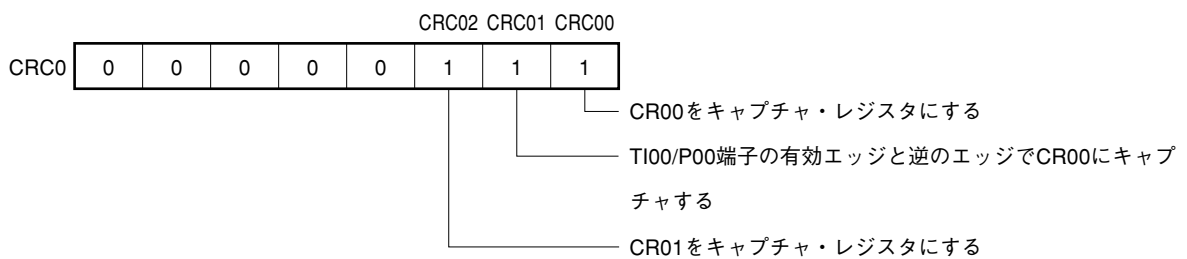 CRC02 CRC01 CRC00
CRC0 0 0 0 0 0 1 1 1
CR00をキャプチャ・レジスタにする
TI00/P00端子の有効エッジと逆のエッジでCR00にキャプ
チャする
CR01をキャプチャ・レジスタにする